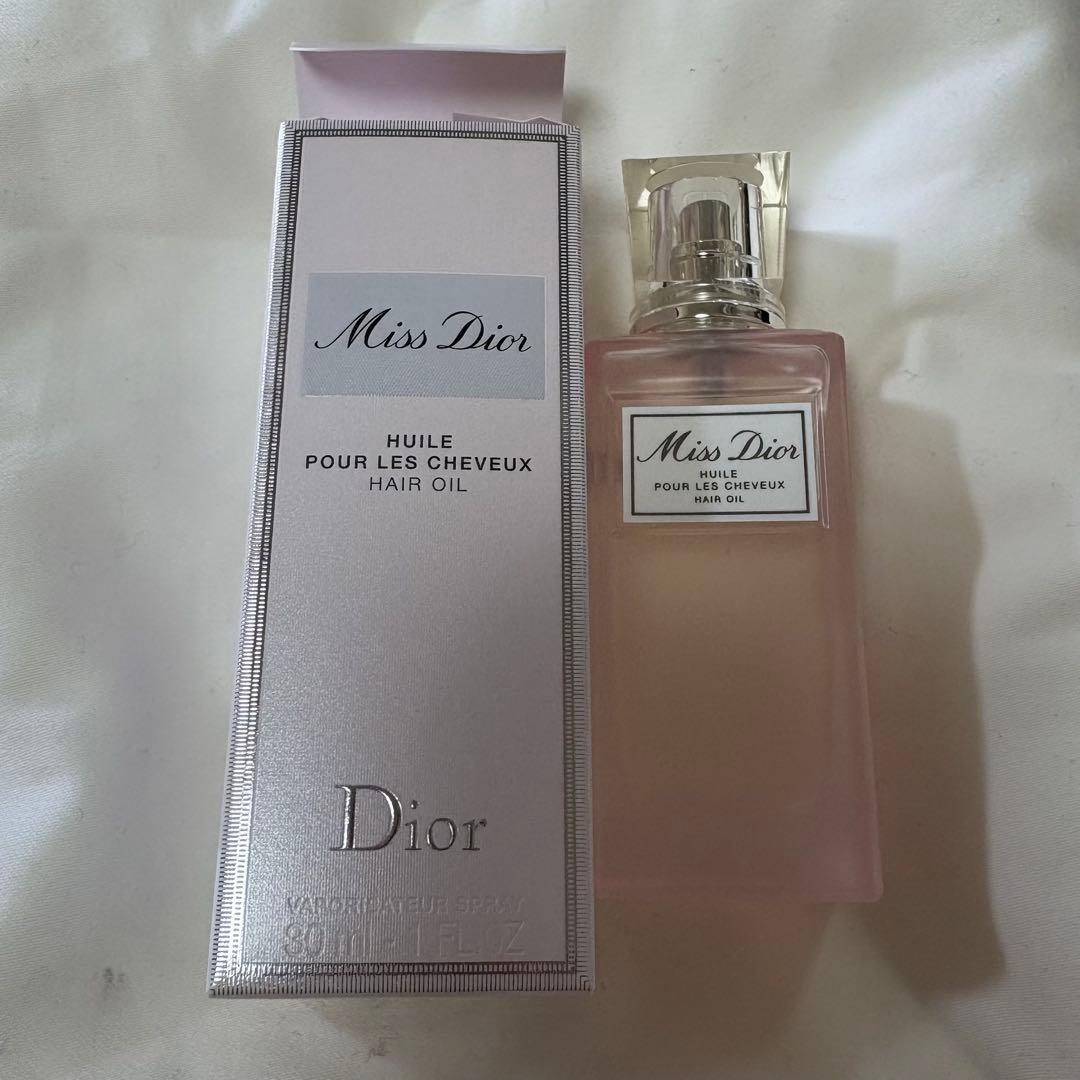 Miss Dior
HUILE
POUR LES CHEVEUX
HAIR OIL
Dior
VAPORISATEUR SPRAY
30 ml - 1 FL. OZ
Miss Dior
HUILE
POUR LES CHEVEUX
HAIR OIL